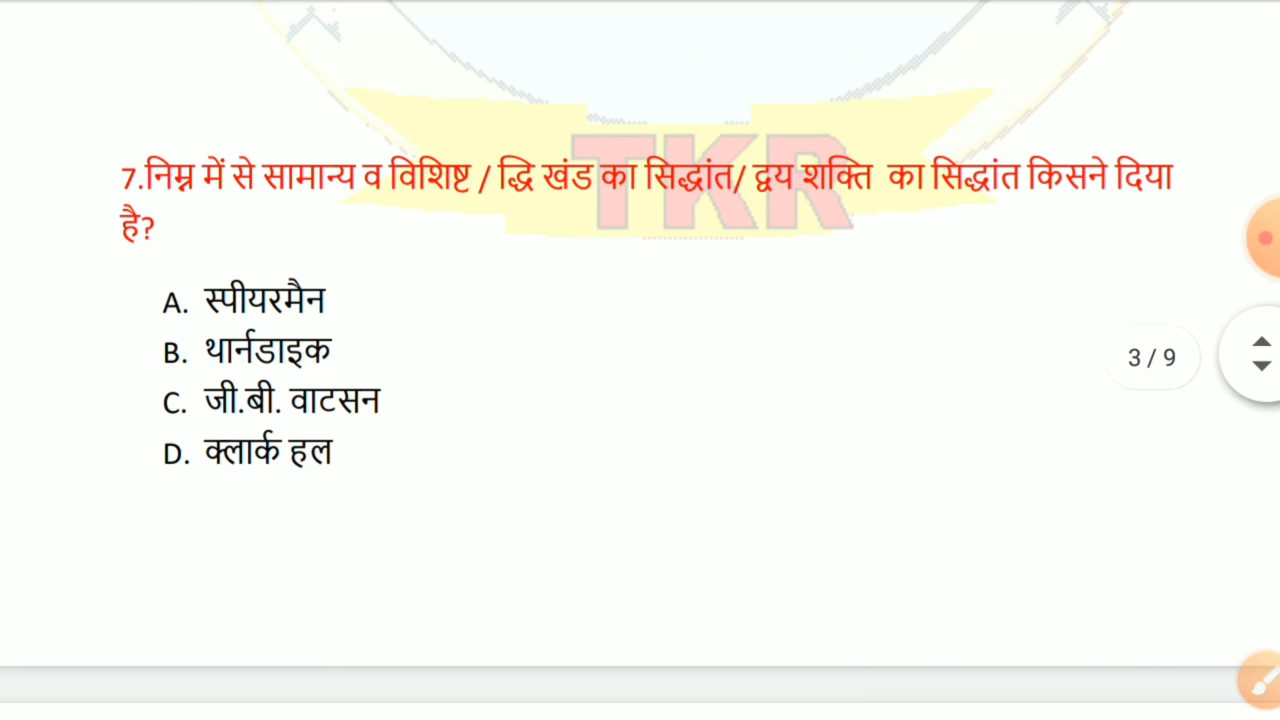 TKR
7.निम्न में से सामान्य व विशिष्ट / द्धि खंड का सिद्धांत/ द्वय शक्ति का सिद्धांत किसने दिया
है?
A. स्पीयरमैन
B. थार्नडाइक
C. जी.बी. वाटसन
D. क्लार्क हल
3 / 9